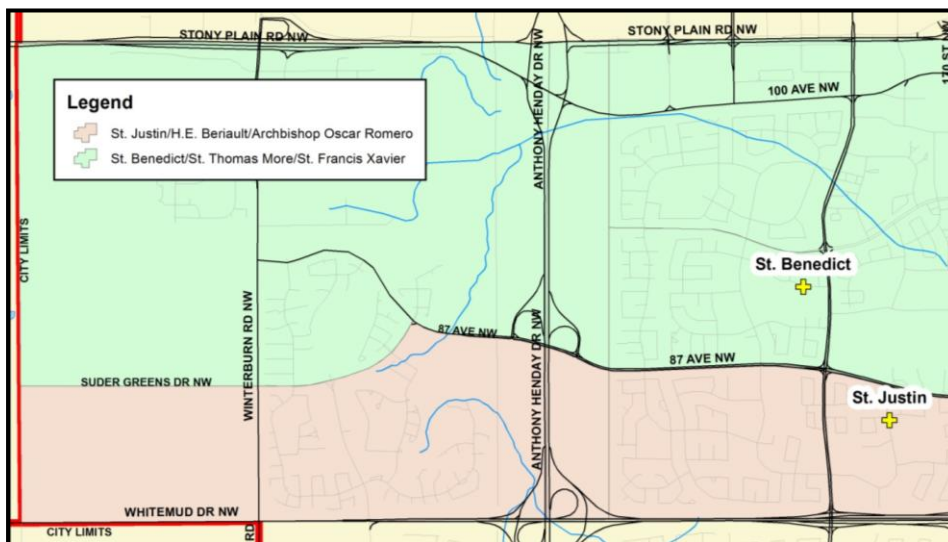 STONY PLAIN RD NW
STONY PLAIN RD NW
170 ST NW
ANTHONY HENDAY DR NW
100 AVE NW
Legend
St. Justin/H.E. Beriault/Archbishop Oscar Romero
St. Benedict/St. Thomas More/St. Francis Xavier
CITY LIMITS
St. Benedict
WINTERBURN RD NW
87 AVE NW
ANTHONY HENDAY DR NW
87 AVE NW
SUDER GREENS DR NW
St. Justin
WHITEMUD DR NW
CITY LIMITS
RD